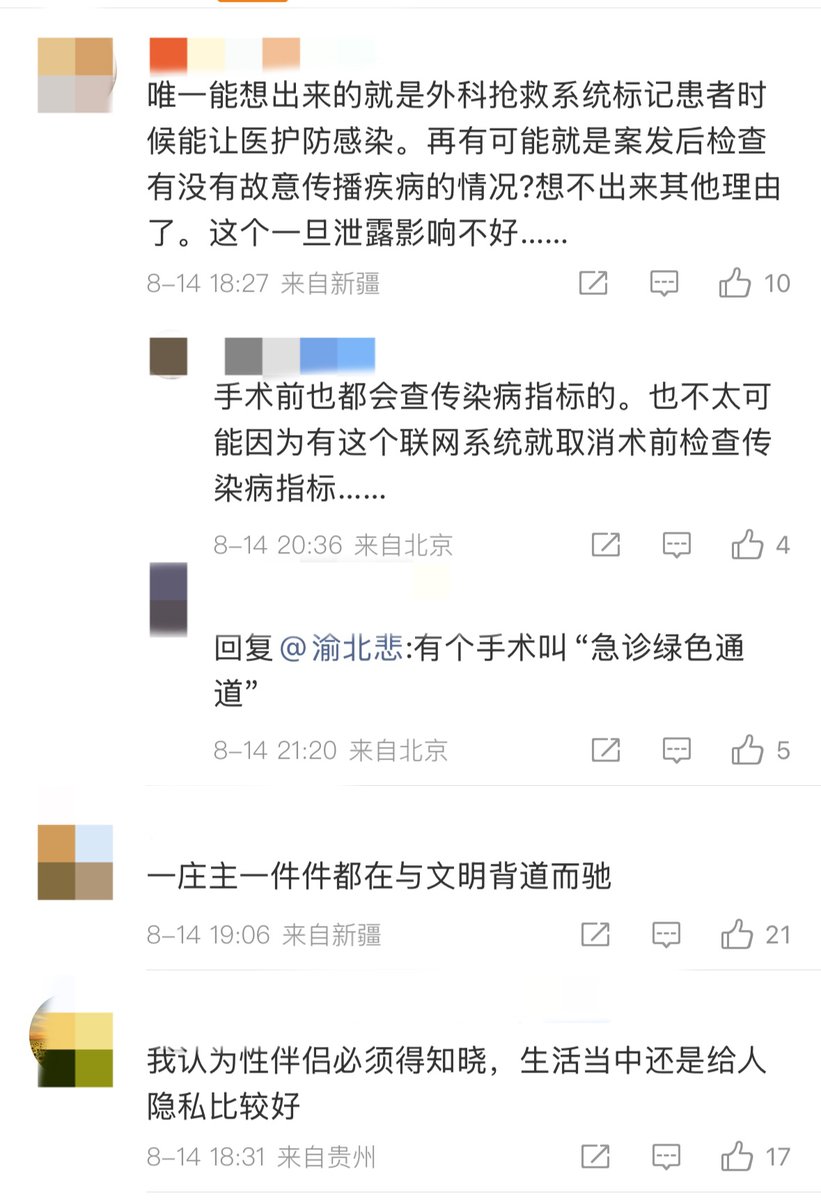 唯一能想出来的就是外科抢救系统标记患者时
候能让医护防感染。再有可能就是案发后检查
有没有故意传播疾病的情况?想不出来其他理由
了。这个一旦泄露影响不好......
8-14 18:27 来自新疆 10
手术前也都会查传染病指标的。也不太可
能因为有这个联网系统就取消术前检查传
染病指标......
8-14 20:36 来自北京 4
回复@渝北悲:有个手术叫“急诊绿色通
道”
8-14 21:20 来自北京 5
一庄主一件件都在与文明背道而驰
8-14 19:06 来自新疆 21
我认为性伴侣必须得知晓，生活当中还是给人
隐私比较好
8-14 18:31 来自贵州 17